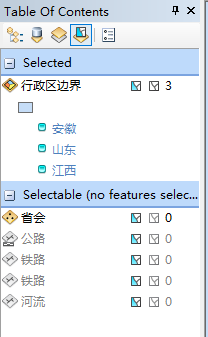 Table Of Contents
Selected
行政区边界 3
安徽
山东
江西
Selectable (no features selec...
省会 0
公路 0
铁路 0
铁路 0
河流 0